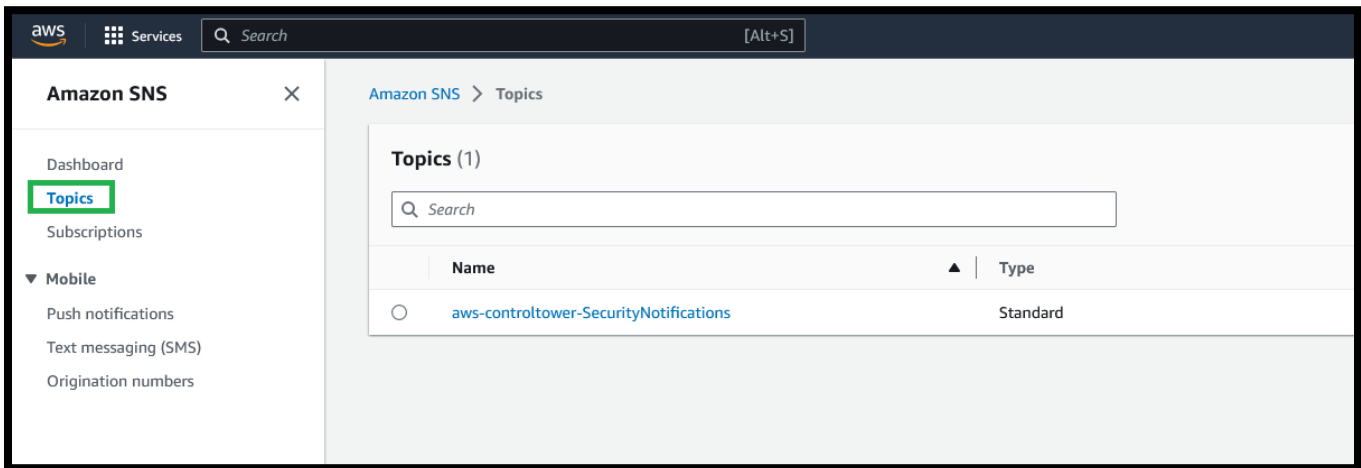 aws Services Search [Alt+S]
Amazon SNS
Dashboard
Topics
Subscriptions
Mobile
Push notifications
Text messaging (SMS)
Origination numbers
Amazon SNS > Topics
Topics (1)
Search
Name Type
aws-controltower-SecurityNotifications Standard